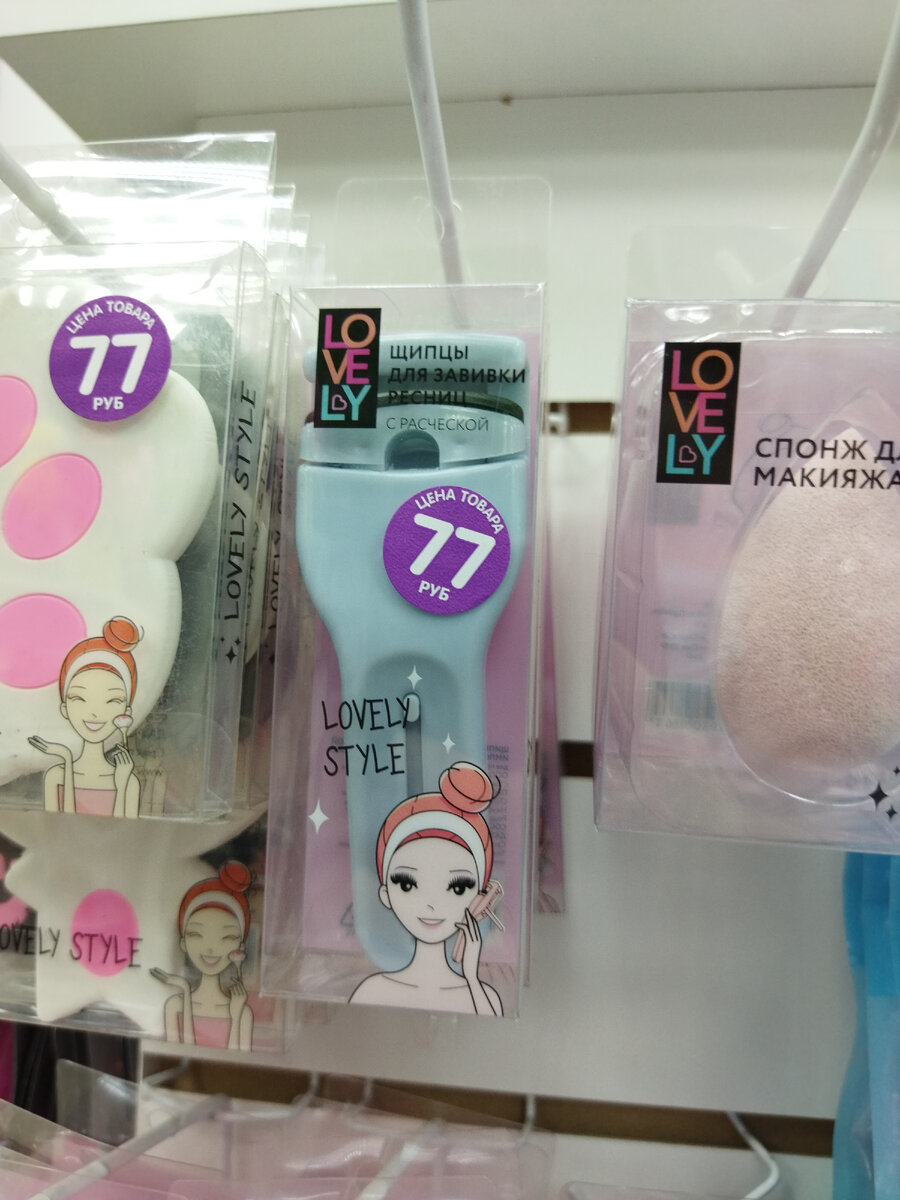 ЦЕНА ТОВАРА
77
РУБ
LOVELY STYLE
LOVELY
STYLE
LO
VE
LY
ЩИПЦЫ
ДЛЯ ЗАВИВКИ
РЕСНИЦ
С РАСЧЕСКОЙ
ЦЕНА ТОВАРА
77
РУБ
LOVELY
STYLE
LO
VE
LY
СПОНЖ
МАКИЯЖА